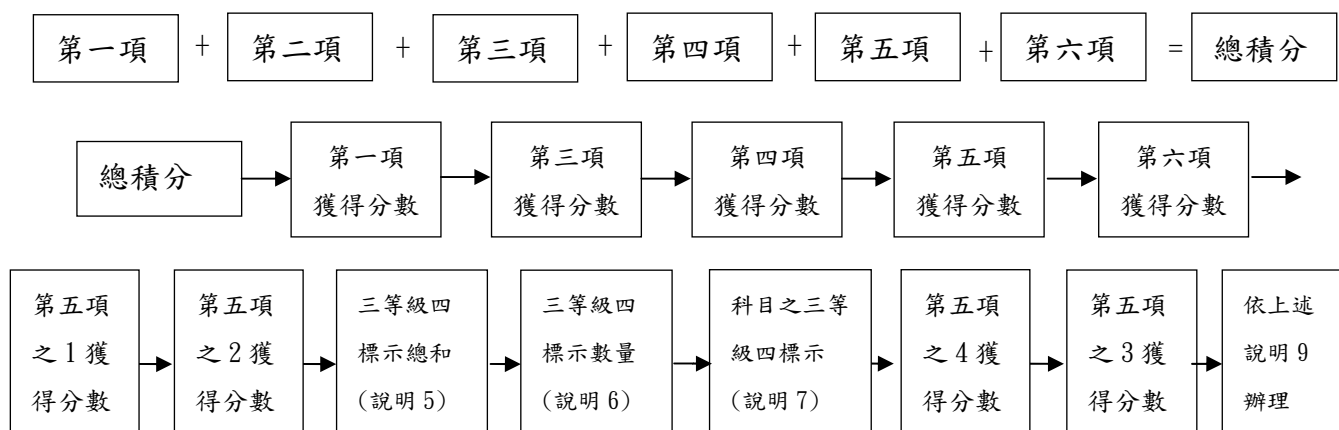 第一項 + 第二項 + 第三項 + 第四項 + 第五項 + 第六項 = 總積分
總積分
第一項
獲得分數
第三項
獲得分數
第四項
獲得分數
第五項
獲得分數
第六項
獲得分數
第五項
之1獲
得分數
第五項
之2獲
得分數
三等級四
標示總和
(說明5)
三等級四
標示數量
(說明6)
科目之三等
級四標示
(說明7)
第五項
之4獲
得分數
第五項
之3獲
得分數
依上述
說明9
辦理